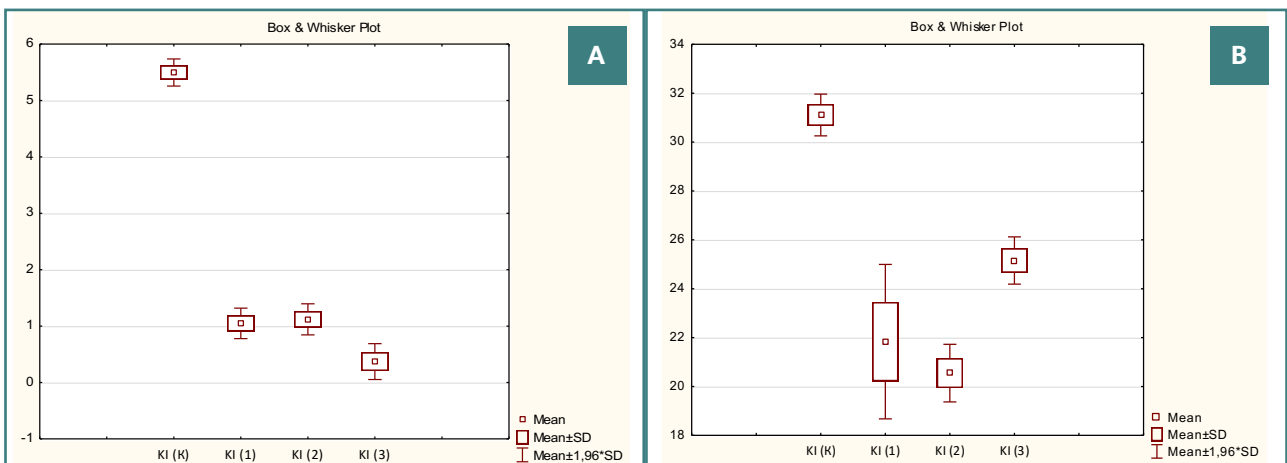 Box & Whisker Plot
A
6
5
4
3
2
1
0
-1
KI (K)
KI (1)
KI (2)
KI (3)
Mean
Mean±SD
Mean±1,96*SD
Box & Whisker Plot
B
34
32
30
28
26
24
22
20
18
KI (K)
KI (1)
KI (2)
KI (3)
Mean
Mean±SD
Mean±1,96*SD